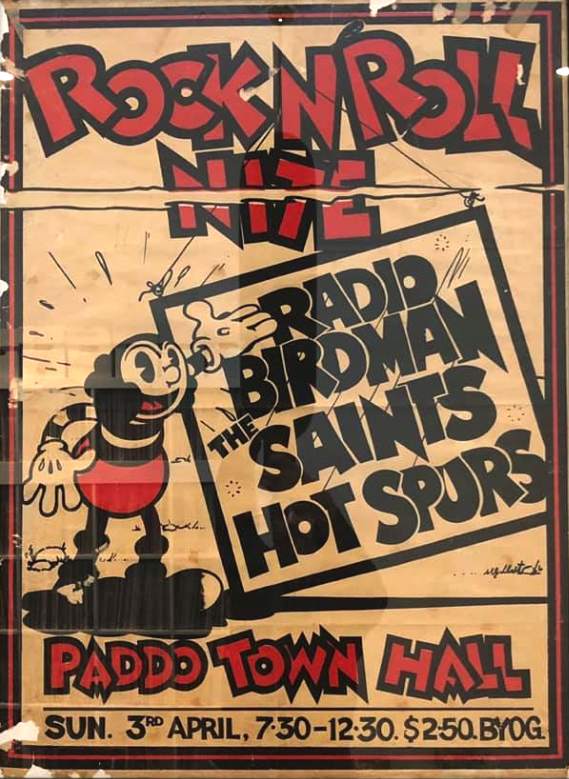 ROCK N ROLL
NITE
RADIO
BIRDMAN
THE SAINTS
HOT SPURS
PADDO TOWN HALL
SUN. 3RD APRIL, 7·30-12·30. $2·50. BYOG.